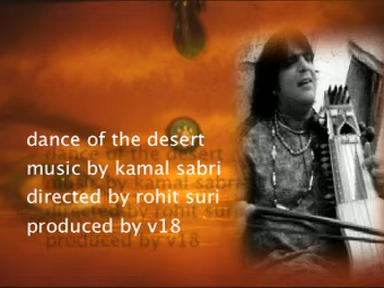 dance of the desert
music by kamal sabri
directed by rohit suri
produced by v18